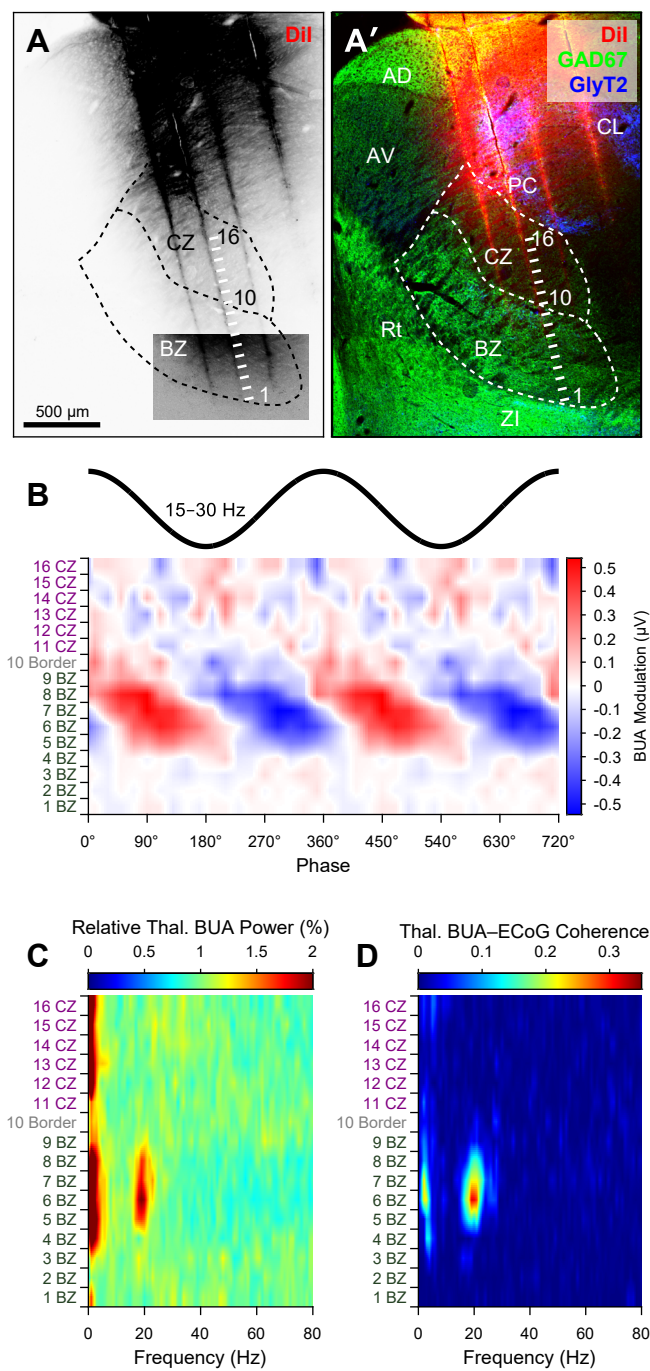 A
DiI
CZ
16
10
BZ
1
500 µm
A′
DiI
GAD67
GlyT2
AD
CL
AV
PC
16
CZ
10
Rt
BZ
1
ZI
B
15–30 Hz
16 CZ
15 CZ
14 CZ
13 CZ
12 CZ
11 CZ
10 Border
9 BZ
8 BZ
7 BZ
6 BZ
5 BZ
4 BZ
3 BZ
2 BZ
1 BZ
0° 90° 180° 270° 360° 450° 540° 630° 720°
Phase
0.5
0.4
0.3
0.2
0.1
0
-0.1
-0.2
-0.3
-0.4
-0.5
BUA Modulation (µV)
C
Relative Thal. BUA Power (%)
0 0.5 1 1.5 2
16 CZ
15 CZ
14 CZ
13 CZ
12 CZ
11 CZ
10 Border
9 BZ
8 BZ
7 BZ
6 BZ
5 BZ
4 BZ
3 BZ
2 BZ
1 BZ
0 20 40 60 80
Frequency (Hz)
D
Thal. BUA–ECoG Coherence
0 0.1 0.2 0.3
16 CZ
15 CZ
14 CZ
13 CZ
12 CZ
11 CZ
10 Border
9 BZ
8 BZ
7 BZ
6 BZ
5 BZ
4 BZ
3 BZ
2 BZ
1 BZ
0 20 40 60 80
Frequency (Hz)